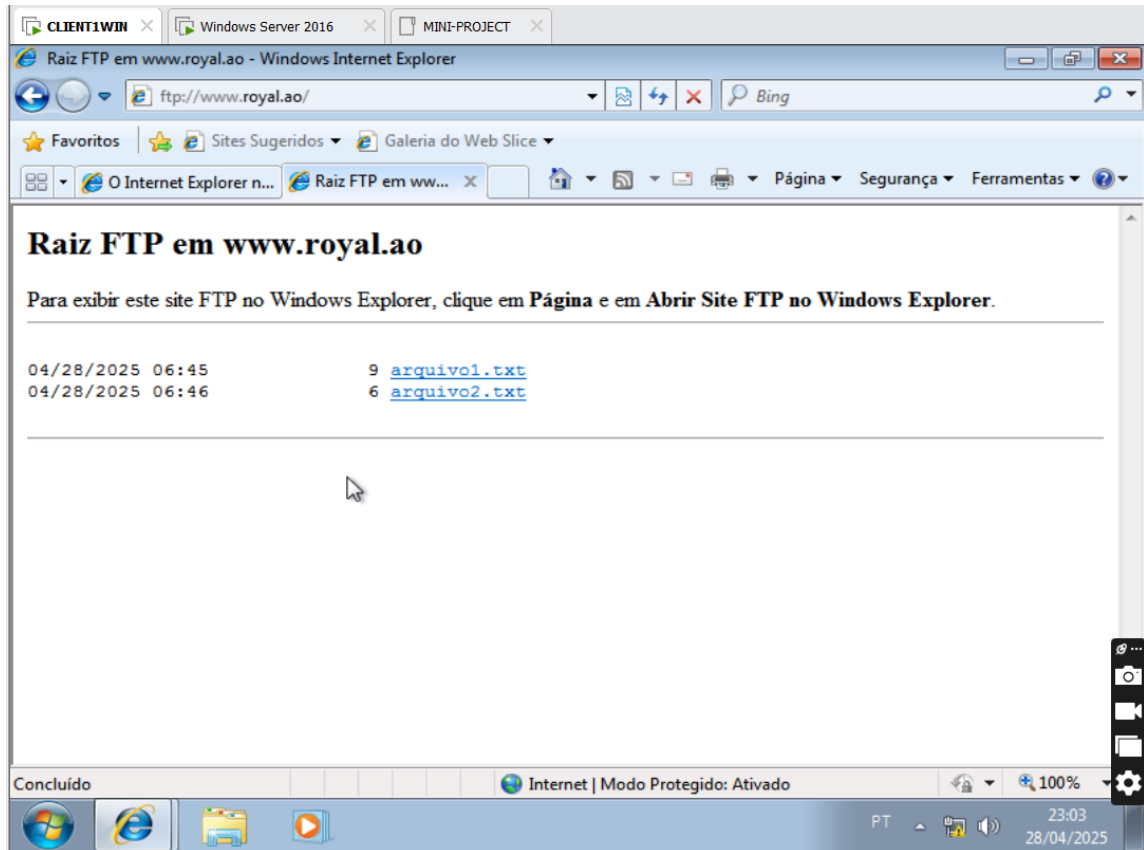 CLIENT1WIN Windows Server 2016 MINI-PROJECT
Raiz FTP em www.royal.ao - Windows Internet Explorer
ftp://www.royal.ao/ Bing
Favoritos Sites Sugeridos Galeria do Web Slice
O Internet Explorer n... Raiz FTP em ww... Página Segurança Ferramentas
Raiz FTP em www.royal.ao
Para exibir este site FTP no Windows Explorer, clique em Página e em Abrir Site FTP no Windows Explorer.
04/28/2025 06:45 9 arquivo1.txt
04/28/2025 06:46 6 arquivo2.txt
Concluído Internet | Modo Protegido: Ativado 100%
PT 23:03
28/04/2025